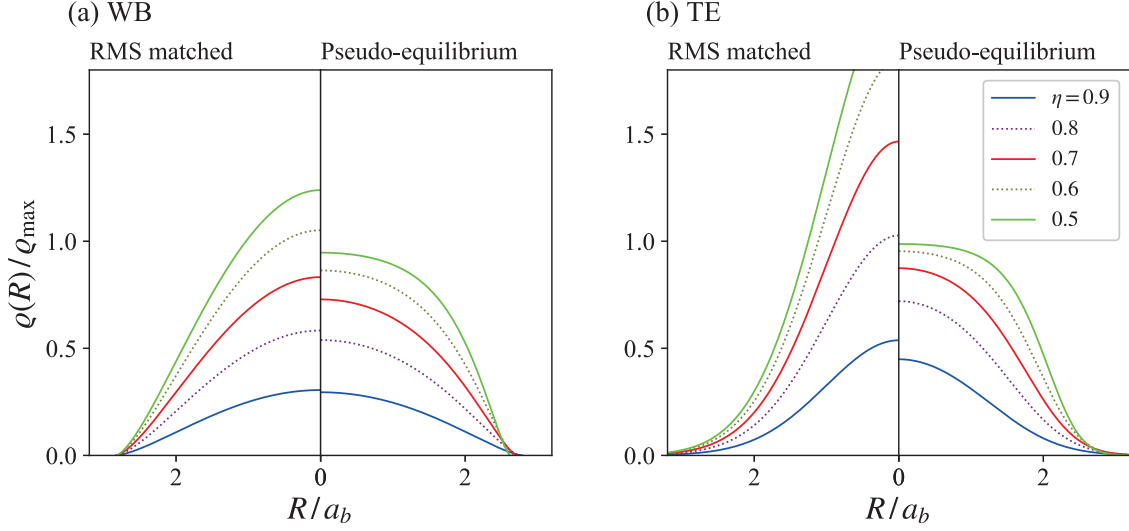 (a) WB
RMS matched
Pseudo-equilibrium
ϱ(R)/ϱmax
1.5
1.0
0.5
0.0
2
0
2
R/a_b
(b) TE
RMS matched
Pseudo-equilibrium
η=0.9
0.8
0.7
0.6
0.5
1.5
1.0
0.5
0.0
2
0
2
R/a_b